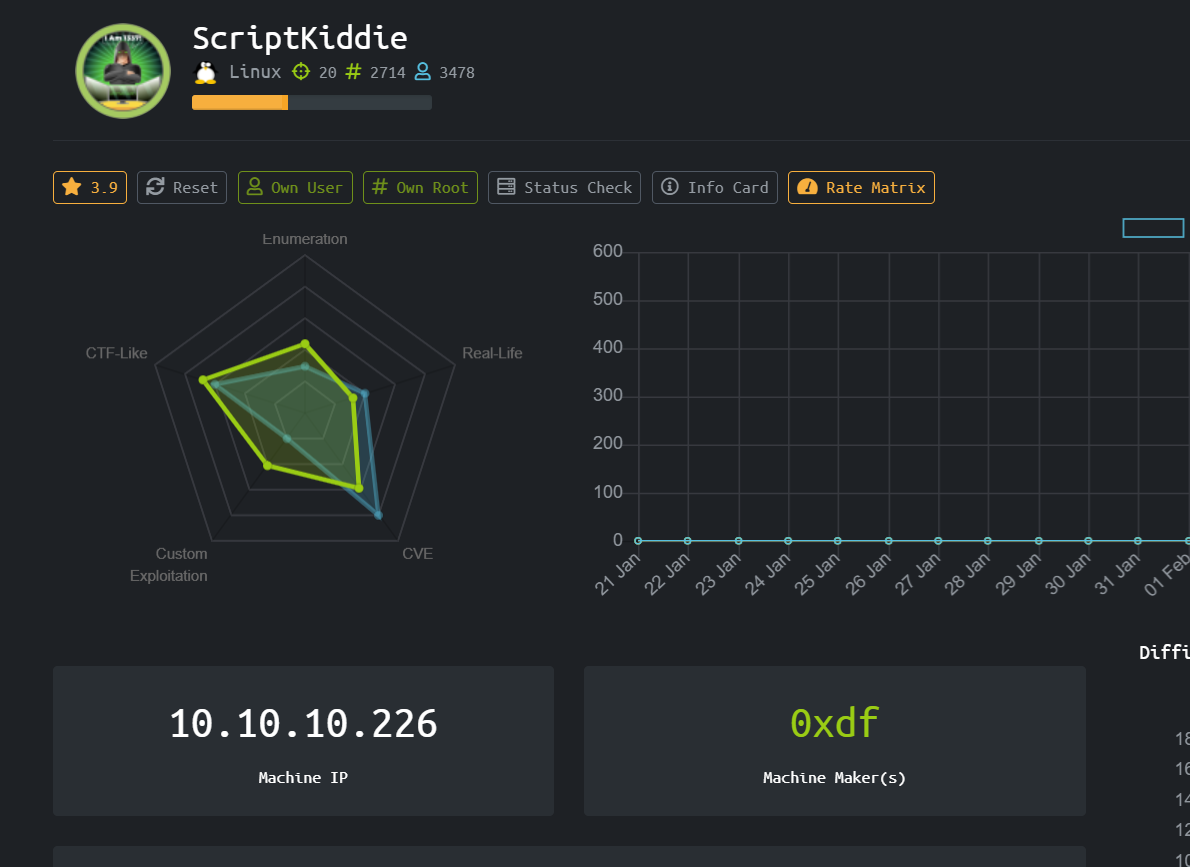 I Am 1337!
ScriptKiddie
Linux 20 # 2714 3478
3.9 Reset Own User # Own Root Status Check Info Card Rate Matrix
Enumeration
CTF-Like
Real-Life
Custom
Exploitation
CVE
600
500
400
300
200
100
0
21 Jan 22 Jan 23 Jan 24 Jan 25 Jan 26 Jan 27 Jan 28 Jan 29 Jan 30 Jan 31 Jan 01 Feb
Diffi
10.10.10.226
Machine IP
0xdf
Machine Maker(s)
18
16
14
12
10